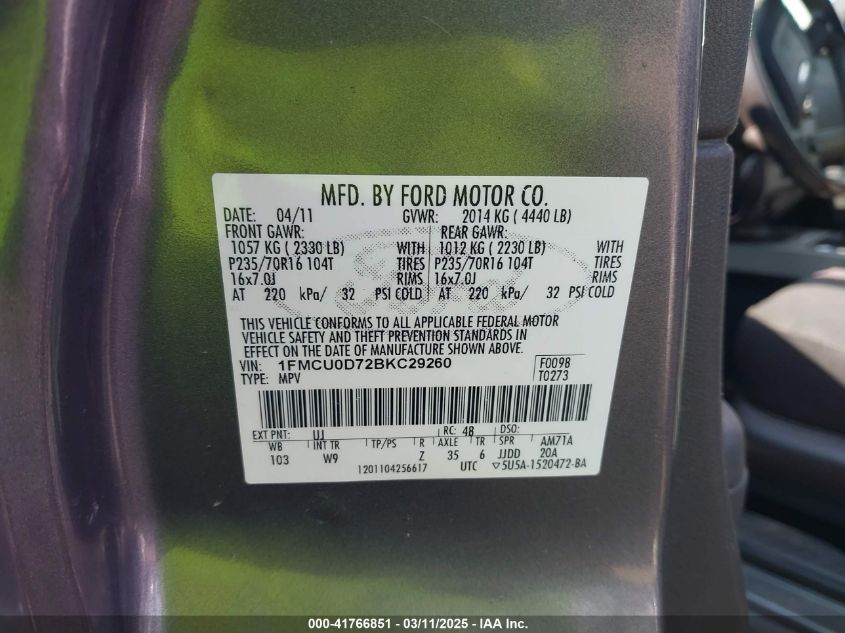 MFD. BY FORD MOTOR CO.
DATE: 04/11 GVWR: 2014 KG ( 4440 LB)
FRONT GAWR: REAR GAWR:
1057 KG ( 2330 LB) WITH 1012 KG ( 2230 LB) WITH
P235/70R16 104T TIRES P235/70R16 104T TIRES
16x7.0J RIMS 16x7.0J RIMS
AT 220 kPa/ 32 PSI COLD AT 220 kPa/ 32 PSI COLD
THIS VEHICLE CONFORMS TO ALL APPLICABLE FEDERAL MOTOR
VEHICLE SAFETY AND THEFT PREVENTION STANDARDS IN
EFFECT ON THE DATE OF MANUFACTURE SHOWN ABOVE.
VIN: 1FMCU0D72BKC29260 F0098
TYPE: MPV T0273
EXT PNT: UJ RC: 48 DSO:
WB INT TR TP/PS R AXLE TR SPR AM71A
103 W9 Z 35 6 JJDD 20A
1201104256617 UTC ▽5U5A-1520472-BA
000-41766851 - 03/11/2025 - IAA Inc.